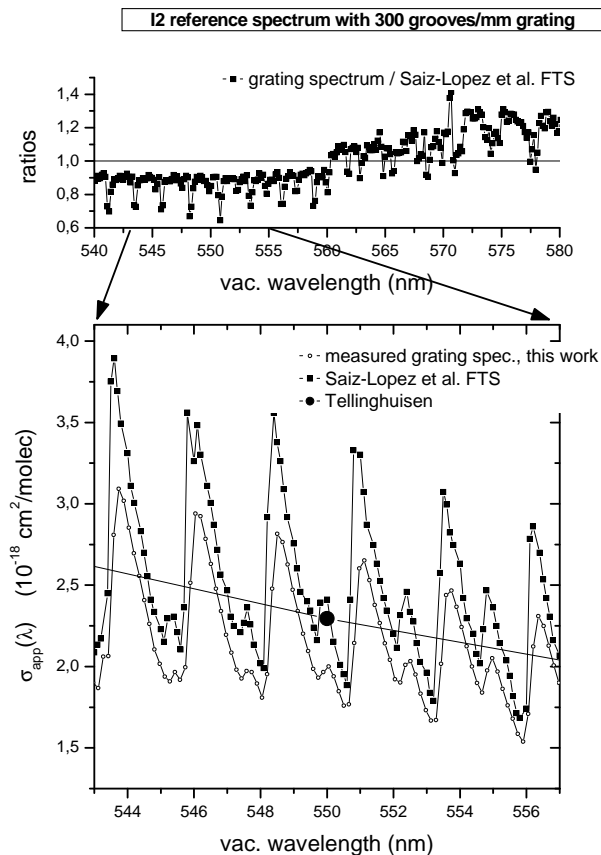 I2 reference spectrum with 300 grooves/mm grating
grating spectrum / Saiz-Lopez et al. FTS
1,4
1,2
1,0
0,8
0,6
ratios
540 545 550 555 560 565 570 575 580
vac. wavelength (nm)
measured grating spec., this work
Saiz-Lopez et al. FTS
Tellinghuisen
4,0
3,5
3,0
2,5
2,0
1,5
σapp(λ) (10-18 cm2/molec)
544 546 548 550 552 554 556
vac. wavelength (nm)